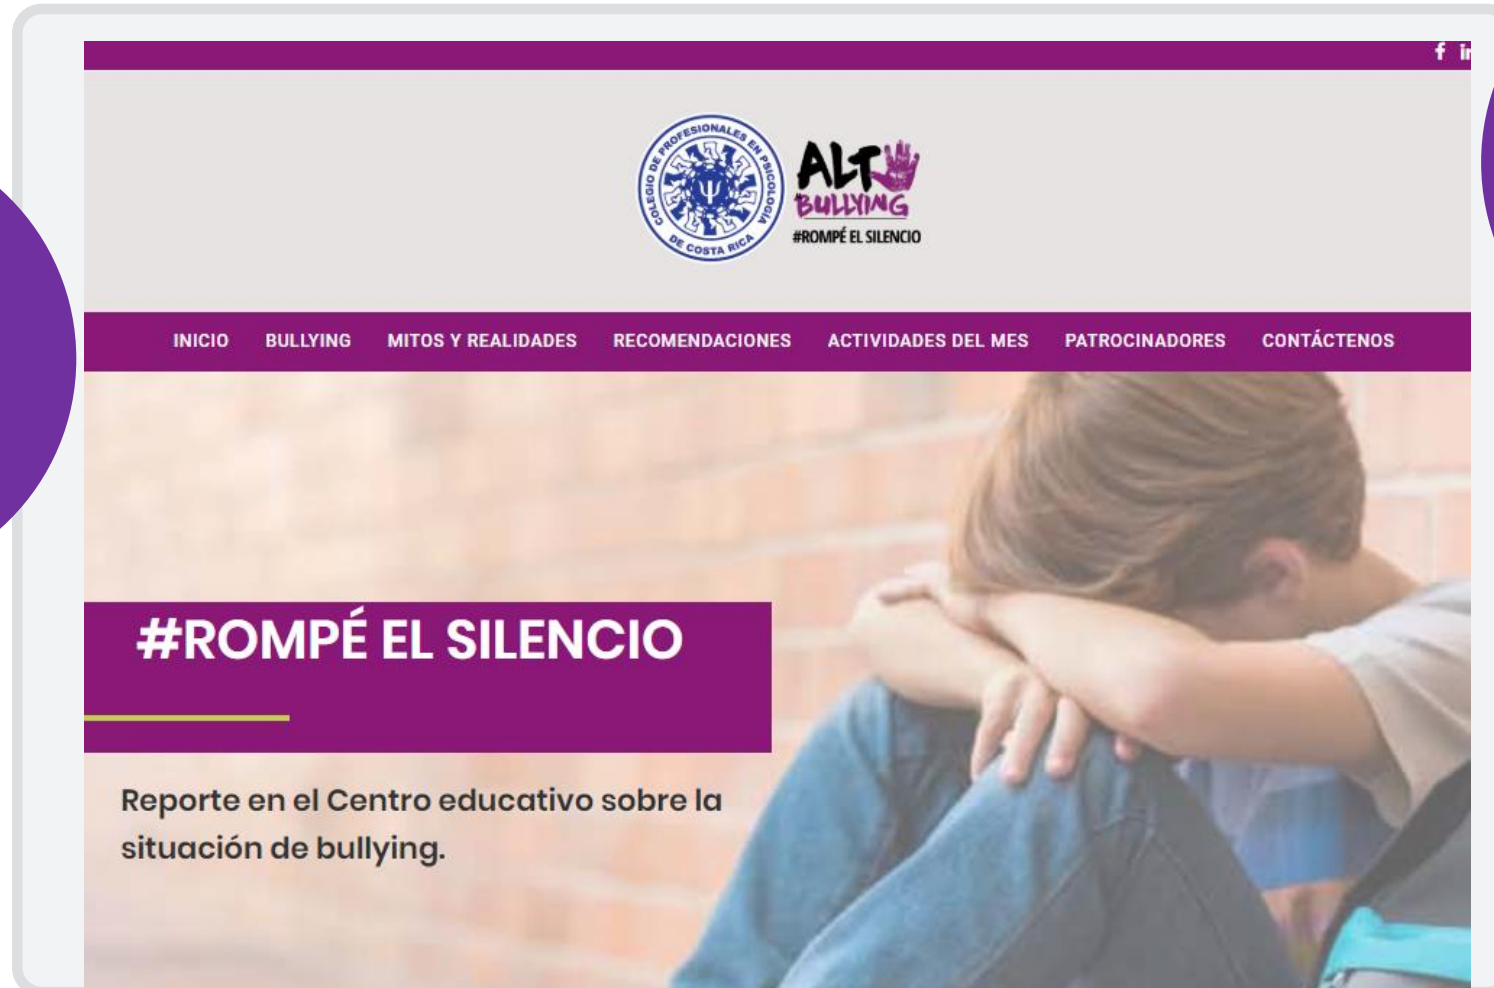 f
COLEGIO DE PROFESIONALES EN PSICOLOGÍA
DE COSTA RICA
Ψ
ALTO
BULLYING
#ROMPÉ EL SILENCIO
INICIO BULLYING MITOS Y REALIDADES RECOMENDACIONES ACTIVIDADES DEL MES PATROCINADORES CONTÁCTENOS
#ROMPÉ EL SILENCIO
Reporte en el Centro educativo sobre la
situación de bullying.